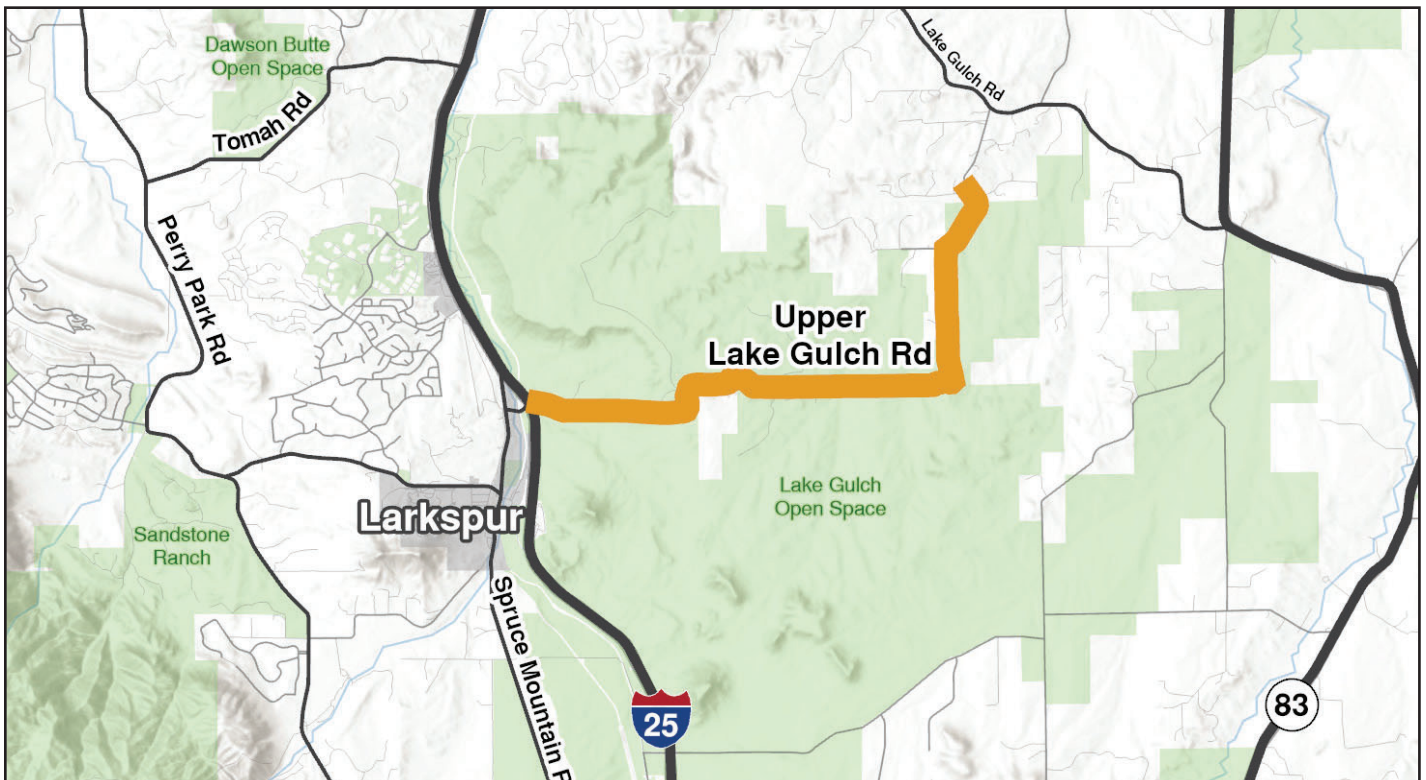 Dawson Butte
Open Space
Lake Gulch Rd
Tomah Rd
Perry Park Rd
Upper
Lake Gulch Rd
Lake Gulch
Open Space
Larkspur
Sandstone
Ranch
Spruce Mountain R
25
83